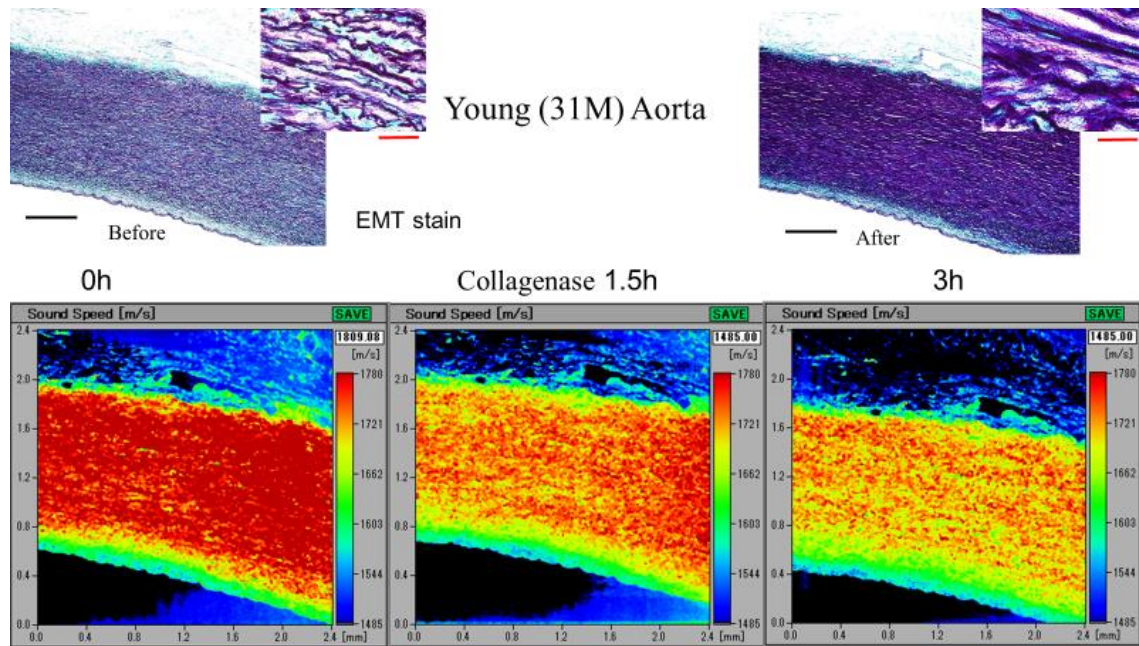 Young (31M) Aorta
EMT stain
Before
After
0h
Collagenase 1.5h
3h
Sound Speed [m/s]
SAVE
1809.08
[m/s]
1780
1721
1662
1603
1544
1485
2.4
2.0
1.6
1.2
0.8
0.4
0.0
0.0 0.4 0.8 1.2 1.6 2.0 2.4 [mm]
Sound Speed [m/s]
SAVE
1485.00
[m/s]
1780
1721
1662
1603
1544
1485
2.4
2.0
1.6
1.2
0.8
0.4
0.0
0.0 0.4 0.8 1.2 1.6 2.0 2.4 [mm]
Sound Speed [m/s]
SAVE
1485.00
[m/s]
1780
1721
1662
1603
1544
1485
2.4
2.0
1.6
1.2
0.8
0.4
0.0
0.0 0.4 0.8 1.2 1.6 2.0 2.4 [mm]